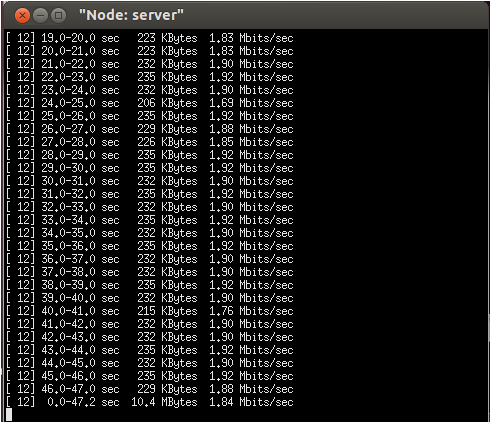 "Node: server"
[ 12] 19.0-20.0 sec   223 KBytes  1.83 Mbits/sec
[ 12] 20.0-21.0 sec   223 KBytes  1.83 Mbits/sec
[ 12] 21.0-22.0 sec   232 KBytes  1.90 Mbits/sec
[ 12] 22.0-23.0 sec   235 KBytes  1.92 Mbits/sec
[ 12] 23.0-24.0 sec   232 KBytes  1.90 Mbits/sec
[ 12] 24.0-25.0 sec   206 KBytes  1.69 Mbits/sec
[ 12] 25.0-26.0 sec   235 KBytes  1.92 Mbits/sec
[ 12] 26.0-27.0 sec   229 KBytes  1.88 Mbits/sec
[ 12] 27.0-28.0 sec   226 KBytes  1.85 Mbits/sec
[ 12] 28.0-29.0 sec   235 KBytes  1.92 Mbits/sec
[ 12] 29.0-30.0 sec   235 KBytes  1.92 Mbits/sec
[ 12] 30.0-31.0 sec   232 KBytes  1.90 Mbits/sec
[ 12] 31.0-32.0 sec   235 KBytes  1.92 Mbits/sec
[ 12] 32.0-33.0 sec   232 KBytes  1.90 Mbits/sec
[ 12] 33.0-34.0 sec   235 KBytes  1.92 Mbits/sec
[ 12] 34.0-35.0 sec   232 KBytes  1.90 Mbits/sec
[ 12] 35.0-36.0 sec   235 KBytes  1.92 Mbits/sec
[ 12] 36.0-37.0 sec   232 KBytes  1.90 Mbits/sec
[ 12] 37.0-38.0 sec   232 KBytes  1.90 Mbits/sec
[ 12] 38.0-39.0 sec   235 KBytes  1.92 Mbits/sec
[ 12] 39.0-40.0 sec   232 KBytes  1.90 Mbits/sec
[ 12] 40.0-41.0 sec   215 KBytes  1.76 Mbits/sec
[ 12] 41.0-42.0 sec   232 KBytes  1.90 Mbits/sec
[ 12] 42.0-43.0 sec   232 KBytes  1.90 Mbits/sec
[ 12] 43.0-44.0 sec   235 KBytes  1.92 Mbits/sec
[ 12] 44.0-45.0 sec   232 KBytes  1.90 Mbits/sec
[ 12] 45.0-46.0 sec   235 KBytes  1.92 Mbits/sec
[ 12] 46.0-47.0 sec   229 KBytes  1.88 Mbits/sec
[ 12]  0.0-47.2 sec  10.4 MBytes  1.84 Mbits/sec